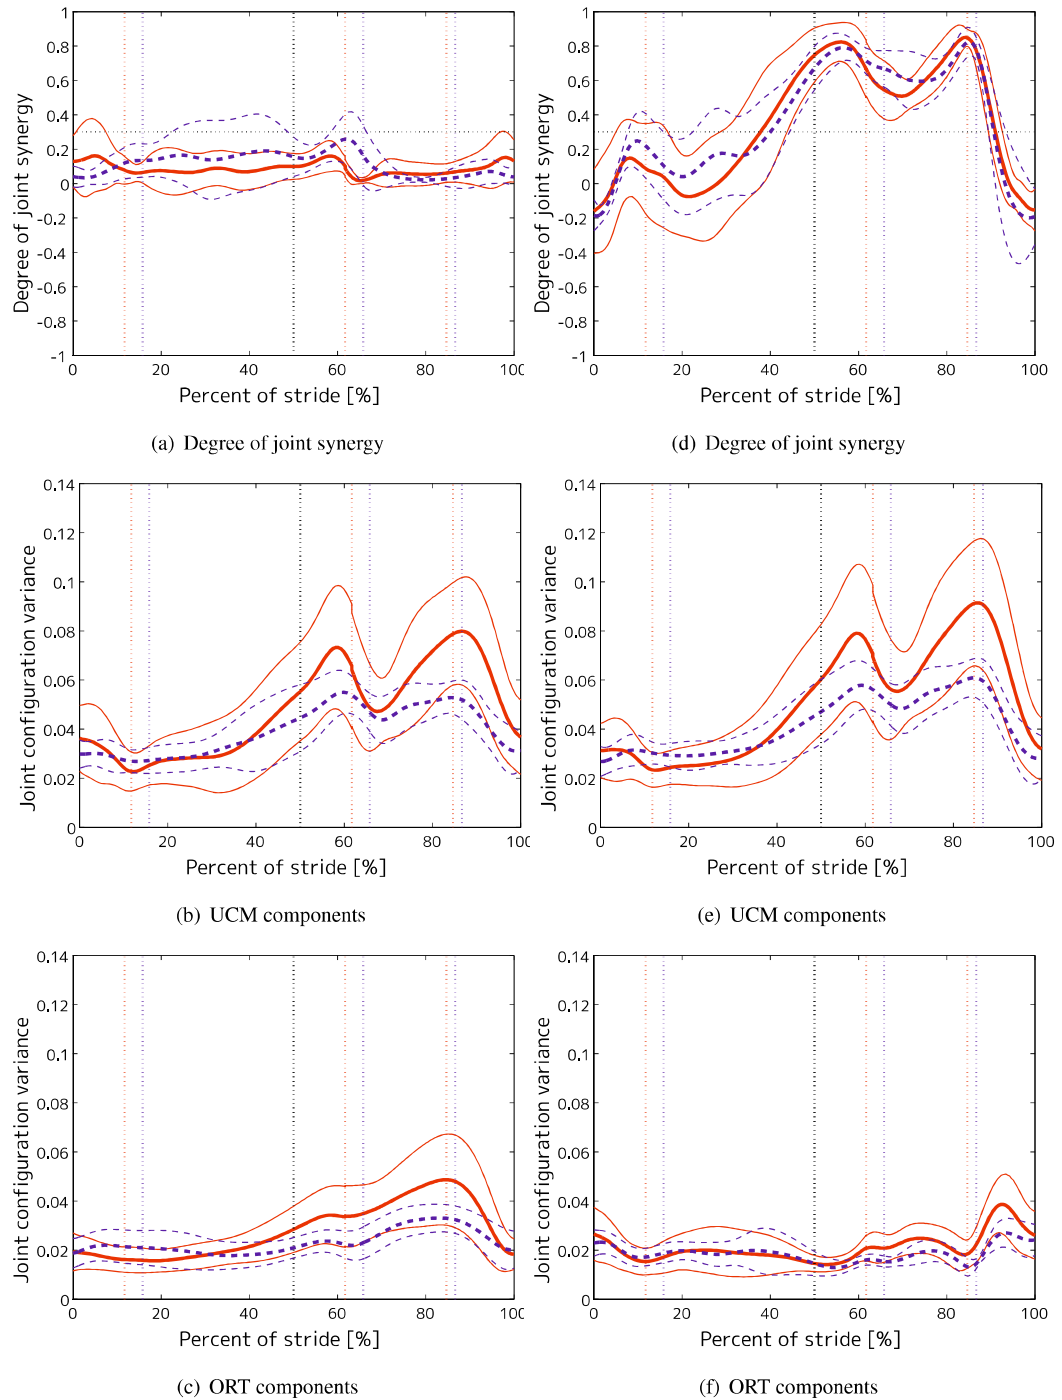 1
0.8
0.6
0.4
0.2
0
-0.2
-0.4
-0.6
-0.8
-1
Degree of joint synergy
0 20 40 60 80 100
Percent of stride [%]
(a) Degree of joint synergy
1
0.8
0.6
0.4
0.2
0
-0.2
-0.4
-0.6
-0.8
-1
Degree of joint synergy
0 20 40 60 80 100
Percent of stride [%]
(d) Degree of joint synergy
0.14
0.12
0.1
0.08
0.06
0.04
0.02
0
Joint configuration variance
0 20 40 60 80 100
Percent of stride [%]
(b) UCM components
0.14
0.12
0.1
0.08
0.06
0.04
0.02
0
Joint configuration variance
0 20 40 60 80 100
Percent of stride [%]
(e) UCM components
0.14
0.12
0.1
0.08
0.06
0.04
0.02
0
Joint configuration variance
0 20 40 60 80 100
Percent of stride [%]
(c) ORT components
0.14
0.12
0.1
0.08
0.06
0.04
0.02
0
Joint configuration variance
0 20 40 60 80 100
Percent of stride [%]
(f) ORT components